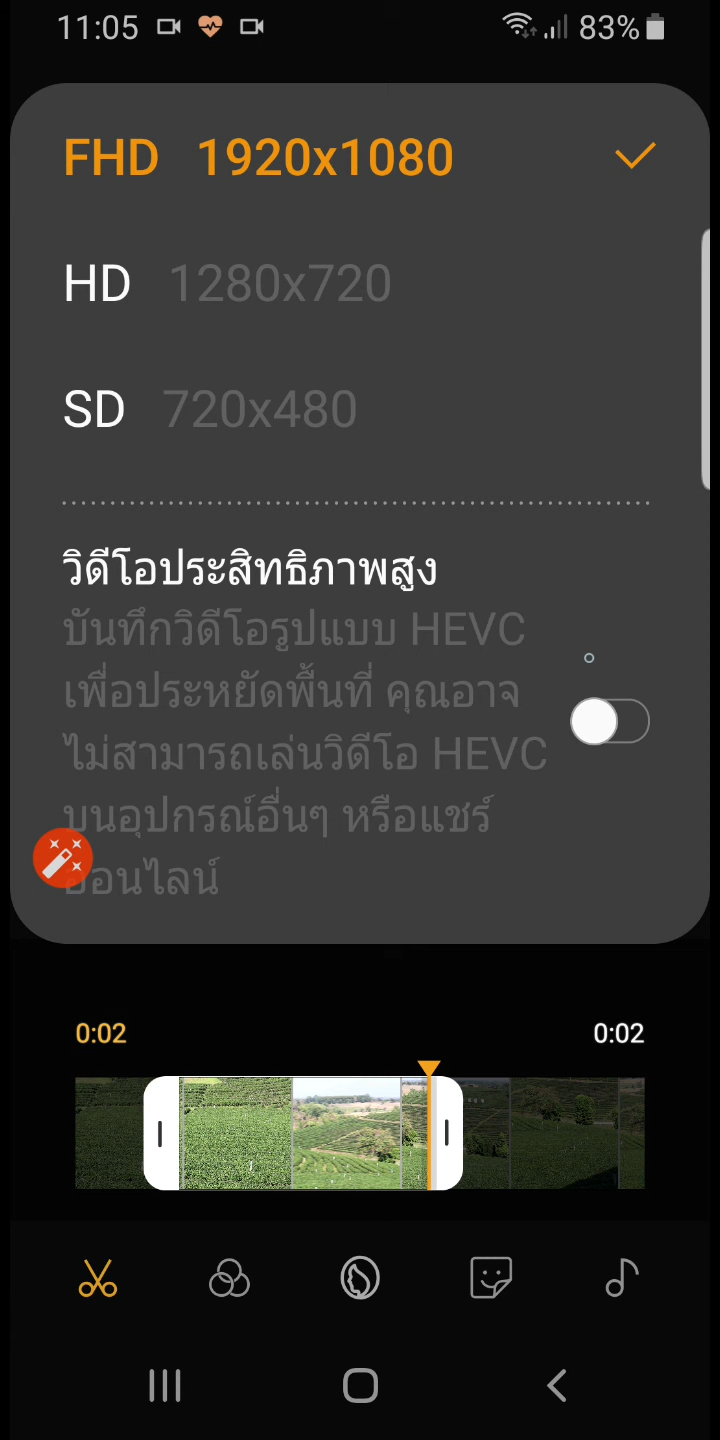 11:05 83%
FHD 1920x1080
HD 1280x720
SD 720x480
วิดีโอประสิทธิภาพสูง
บันทึกวิดีโอรูปแบบ HEVC
เพื่อประหยัดพื้นที่ คุณอาจ
ไม่สามารถเล่นวิดีโอ HEVC
บนอุปกรณ์อื่นๆ หรือแชร์
ออนไลน์
0:02 0:02